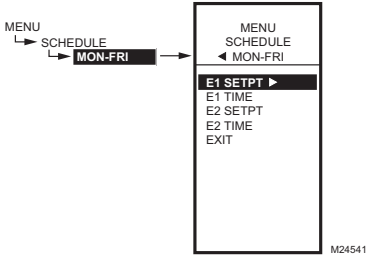 MENU
SCHEDULE
MON-FRI
MENU
SCHEDULE
◄ MON-FRI
E1 SETPT ►
E1 TIME
E2 SETPT
E2 TIME
EXIT
M24541